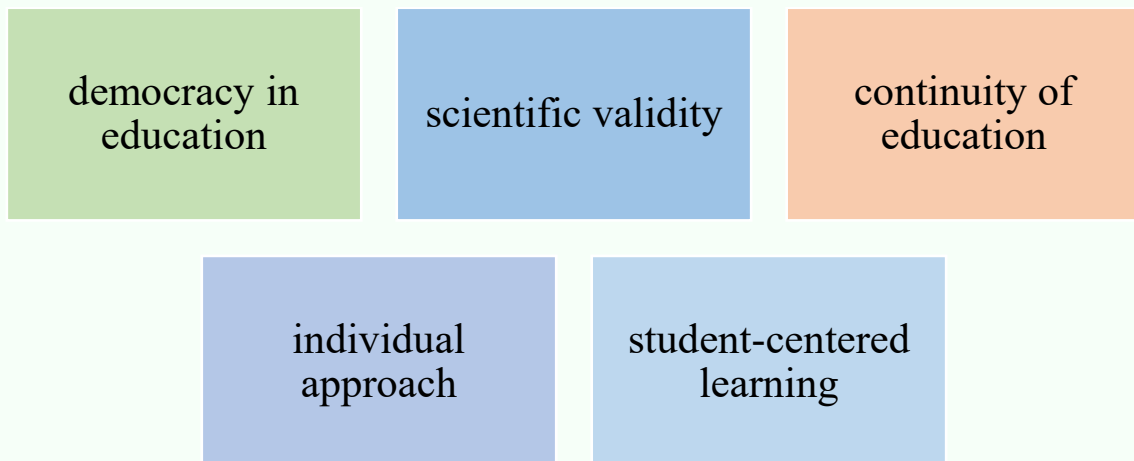 democracy in
education
scientific validity
continuity of
education
individual
approach
student-centered
learning